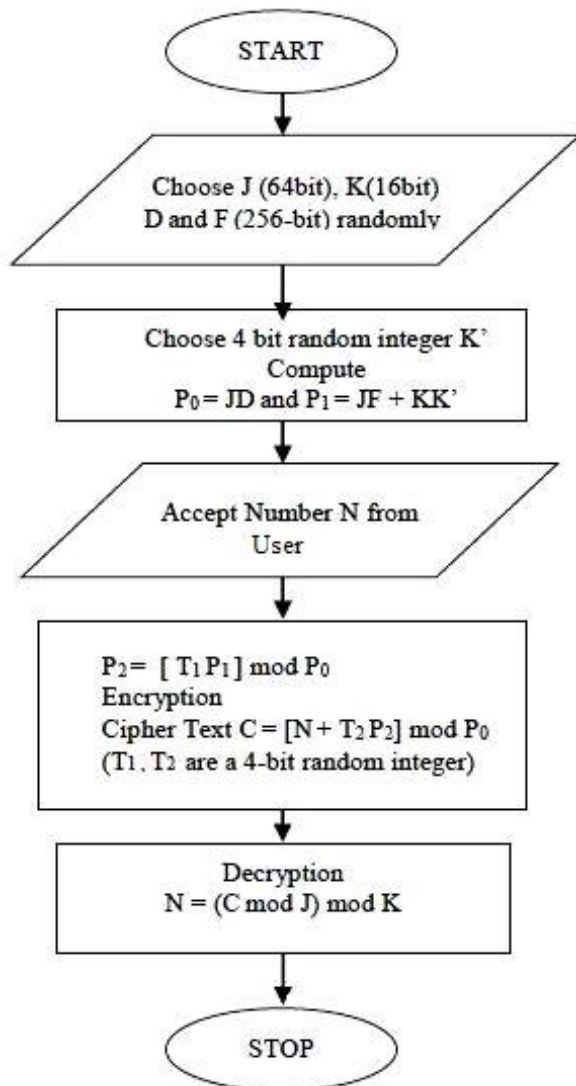 START
Choose J (64bit), K(16bit)
D and F (256-bit) randomly
Choose 4 bit random integer K’
Compute
P₀ = JD and P₁ = JF + KK’
Accept Number N from
User
P₂ = [ T₁ P₁ ] mod P₀
Encryption
Cipher Text C = [N + T₂ P₂] mod P₀
(T₁ , T₂ are a 4-bit random integer)
Decryption
N = (C mod J) mod K
STOP